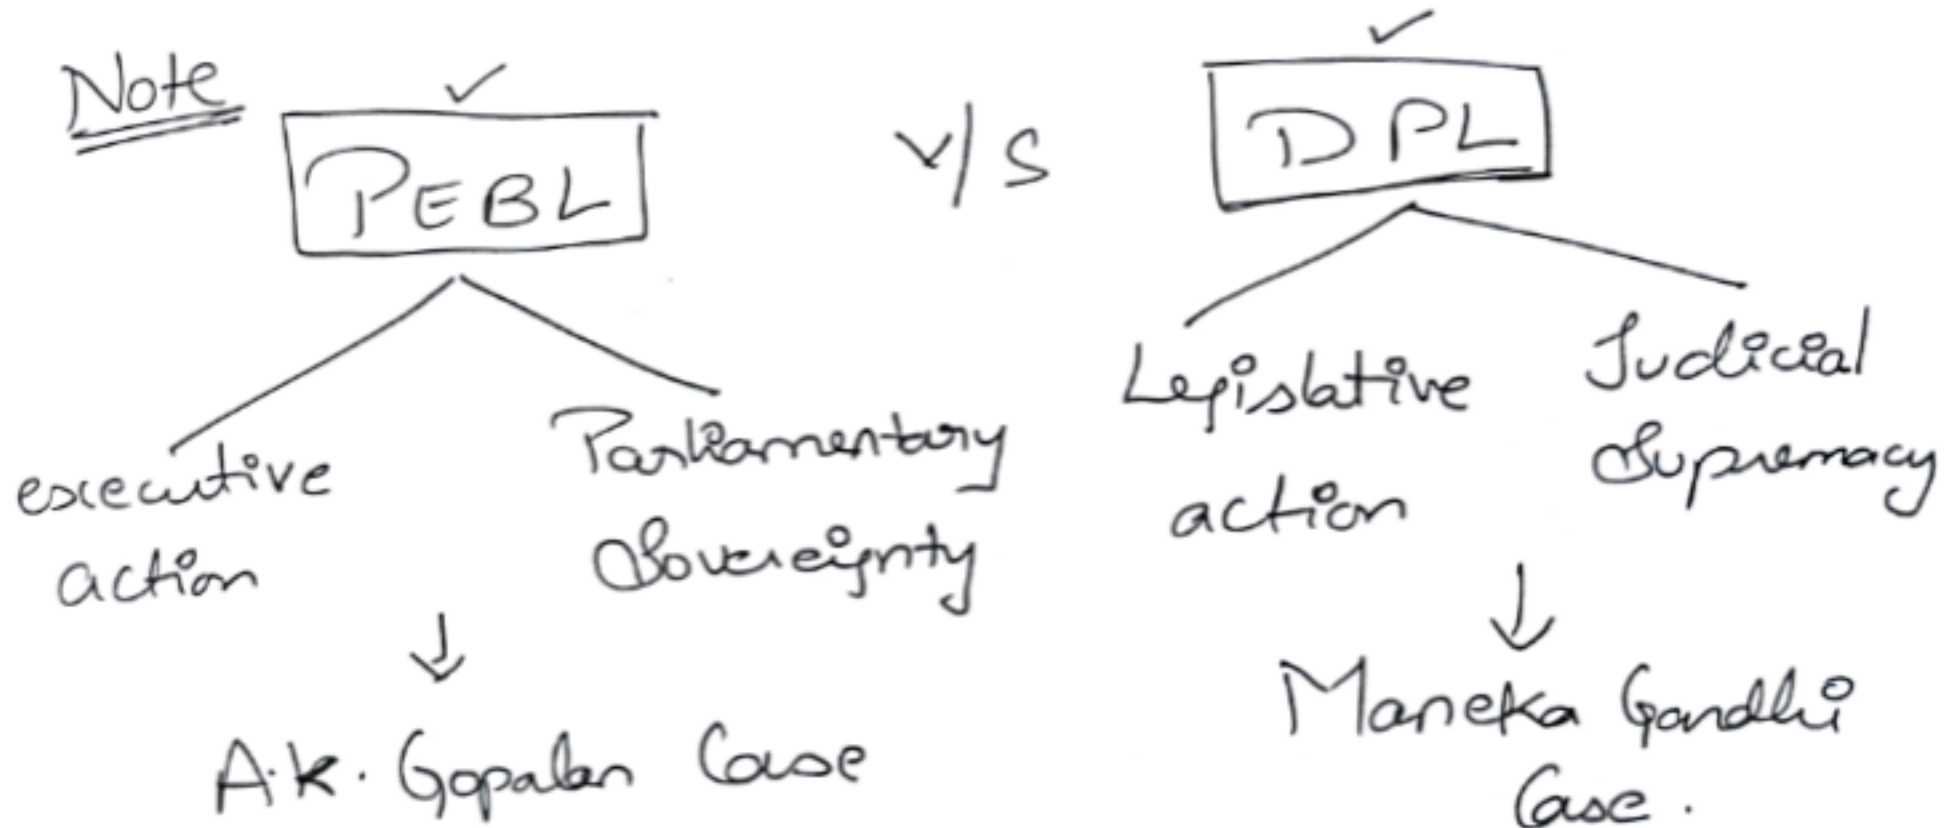 Note
PEBL
v/s
DPL
executive
action
Parliamentary
Sovereignty
Legislative
action
Judicial
Supremacy
A.K. Gopalan Case
Maneka Gandhi
Case.